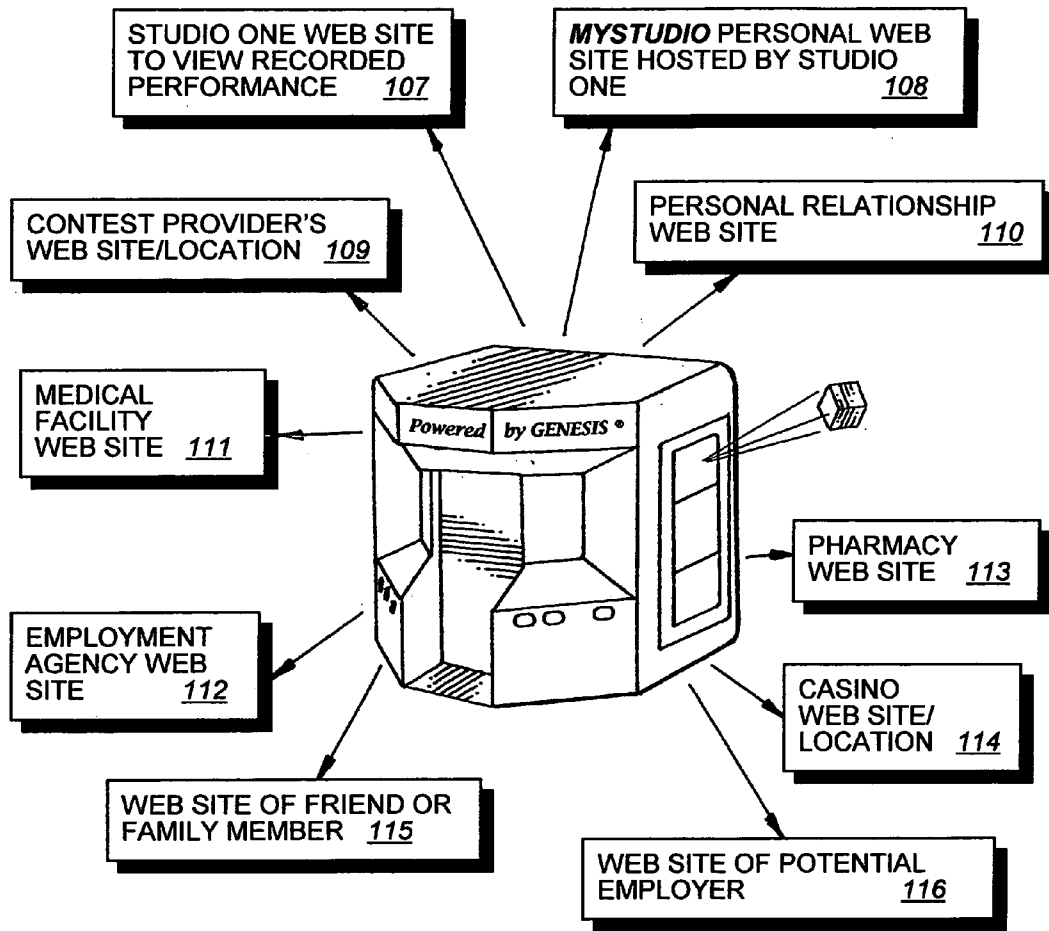 STUDIO ONE WEB SITE
TO VIEW RECORDED
PERFORMANCE 107
MYSTUDIO PERSONAL WEB
SITE HOSTED BY STUDIO
ONE 108
CONTEST PROVIDER'S
WEB SITE/LOCATION 109
PERSONAL RELATIONSHIP
WEB SITE 110
MEDICAL
FACILITY
WEB SITE 111
Powered by GENESIS ®
PHARMACY
WEB SITE 113
EMPLOYMENT
AGENCY WEB
SITE 112
CASINO
WEB SITE/
LOCATION 114
WEB SITE OF FRIEND OR
FAMILY MEMBER 115
WEB SITE OF POTENTIAL
EMPLOYER 116